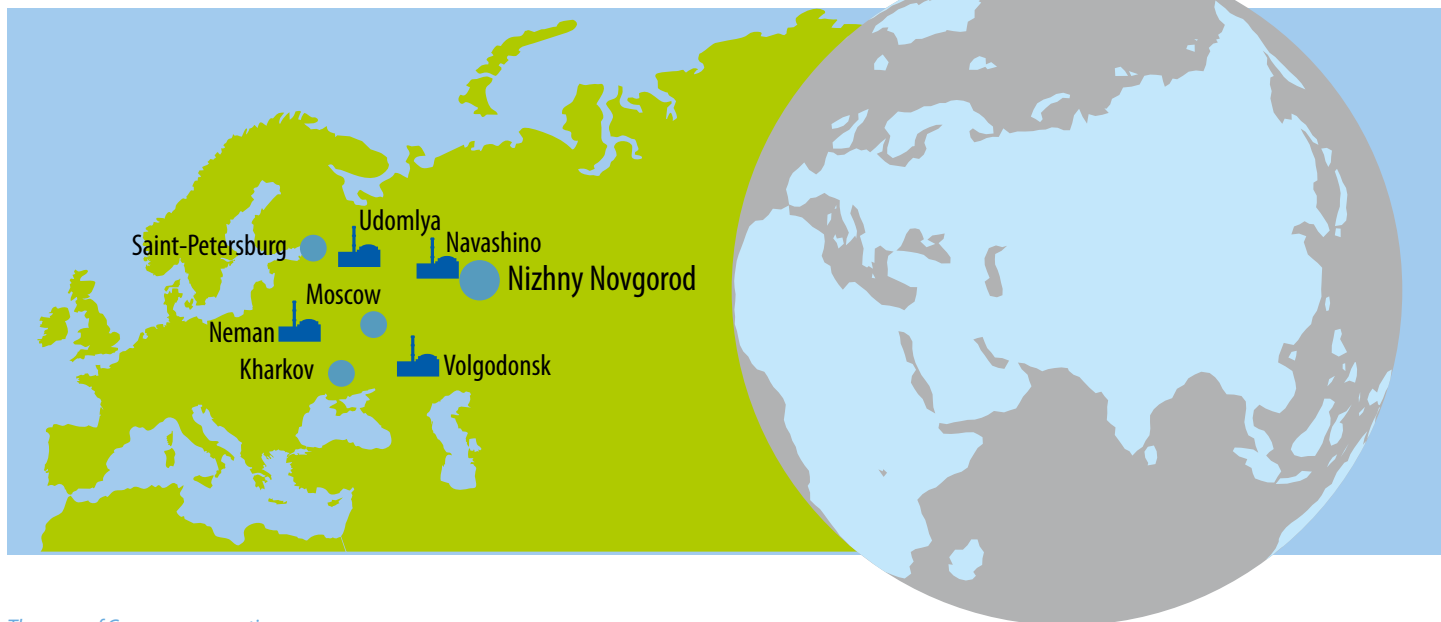 Udomlya
Saint-Petersburg
Navashino
Nizhny Novgorod
Moscow
Neman
Kharkov
Volgodonsk